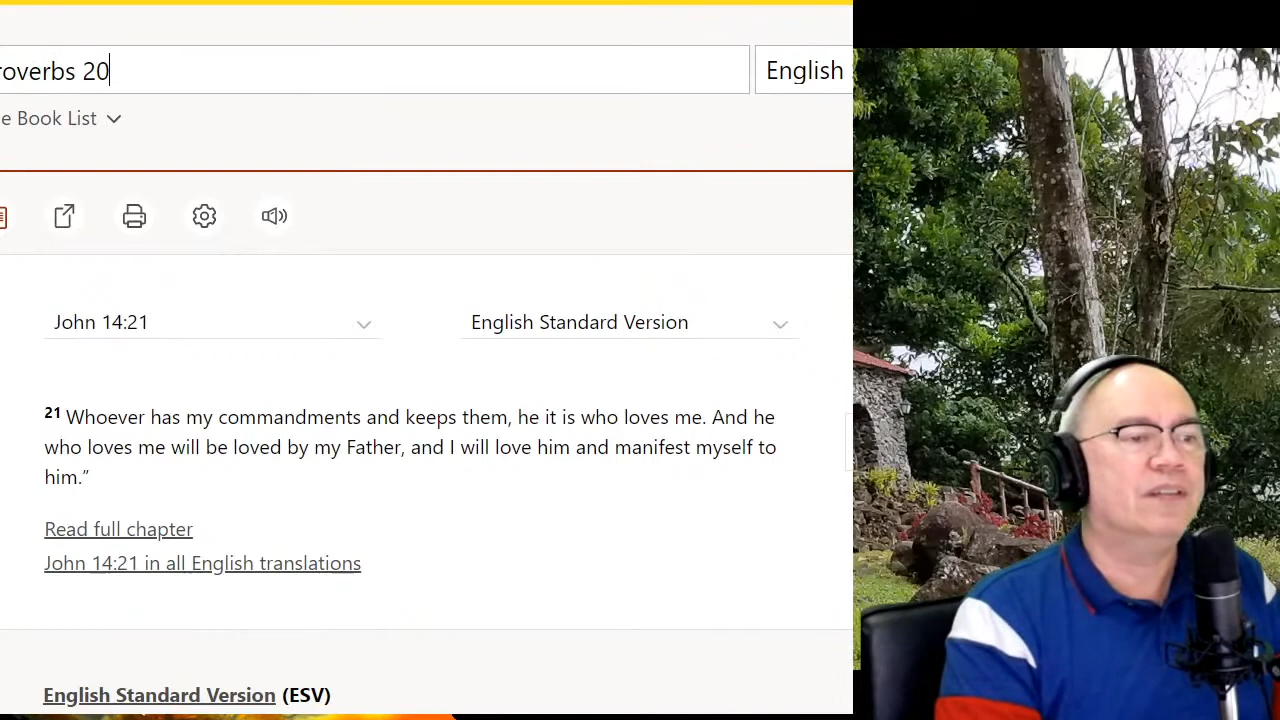 roverbs 20
English
e Book List
John 14:21
English Standard Version
21 Whoever has my commandments and keeps them, he it is who loves me. And he
who loves me will be loved by my Father, and I will love him and manifest myself to
him.”
Read full chapter
John 14:21 in all English translations
English Standard Version (ESV)